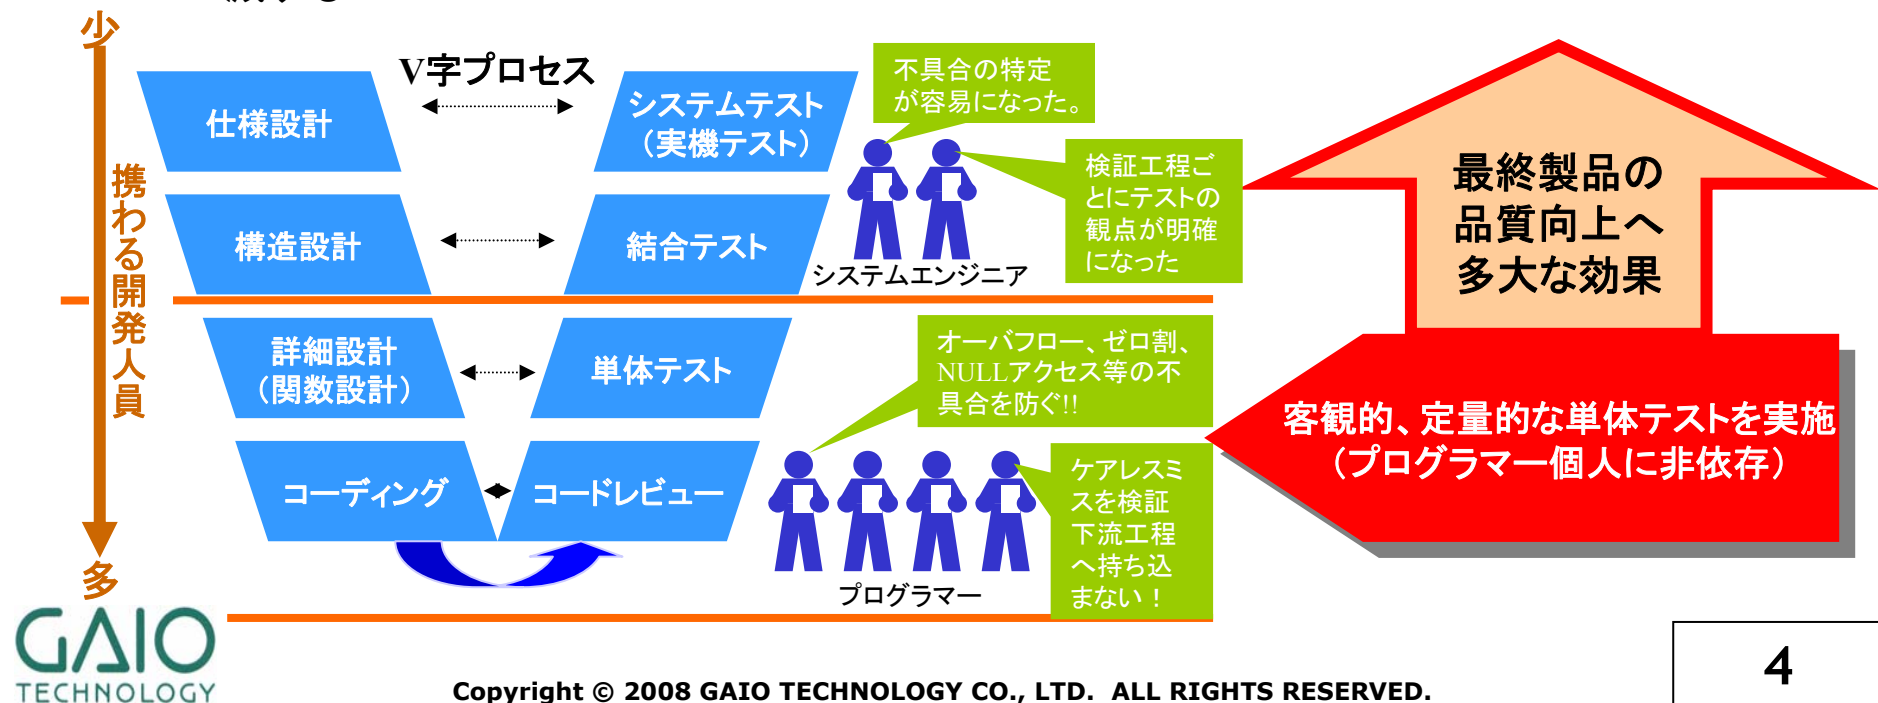 少
携わる開発人員
多
V字プロセス
仕様設計
システムテスト
（実機テスト）
構造設計
結合テスト
詳細設計
（関数設計）
単体テスト
コーディング
コードレビュー
不具合の特定
が容易になった。
検証工程ご
とにテストの
観点が明確
になった
システムエンジニア
オーバフロー、ゼロ割、
NULLアクセス等の不
具合を防ぐ!!
ケアレスミ
スを検証
下流工程
へ持ち込
まない！
プログラマー
最終製品の
品質向上へ
多大な効果
客観的、定量的な単体テストを実施
（プログラマー個人に非依存）
GAIO
TECHNOLOGY
Copyright © 2008 GAIO TECHNOLOGY CO., LTD. ALL RIGHTS RESERVED.
4